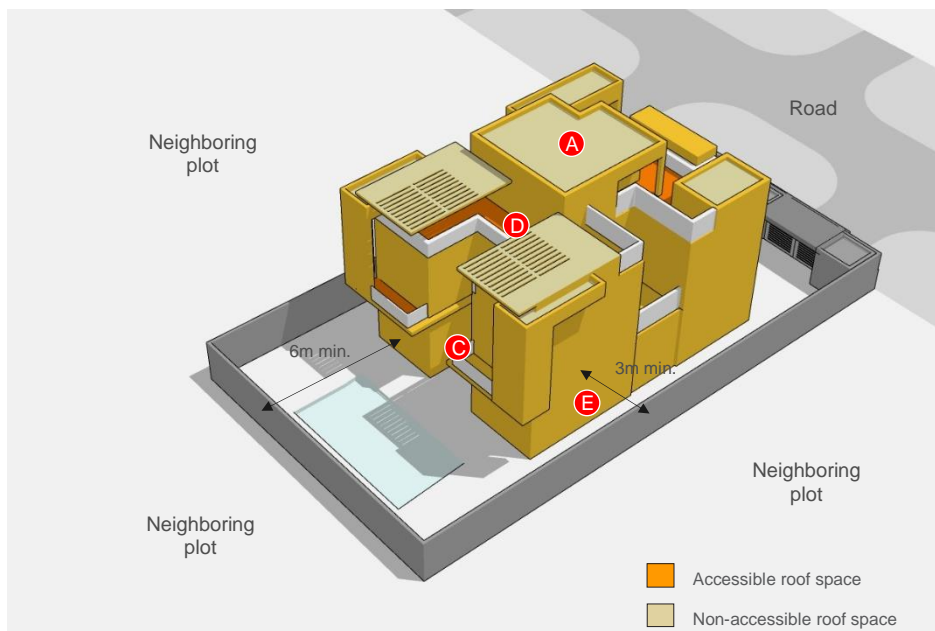 Road
Neighboring
plot
A
D
C
6m min.
3m min.
E
Neighboring
plot
Neighboring
plot
Accessible roof space
Non-accessible roof space